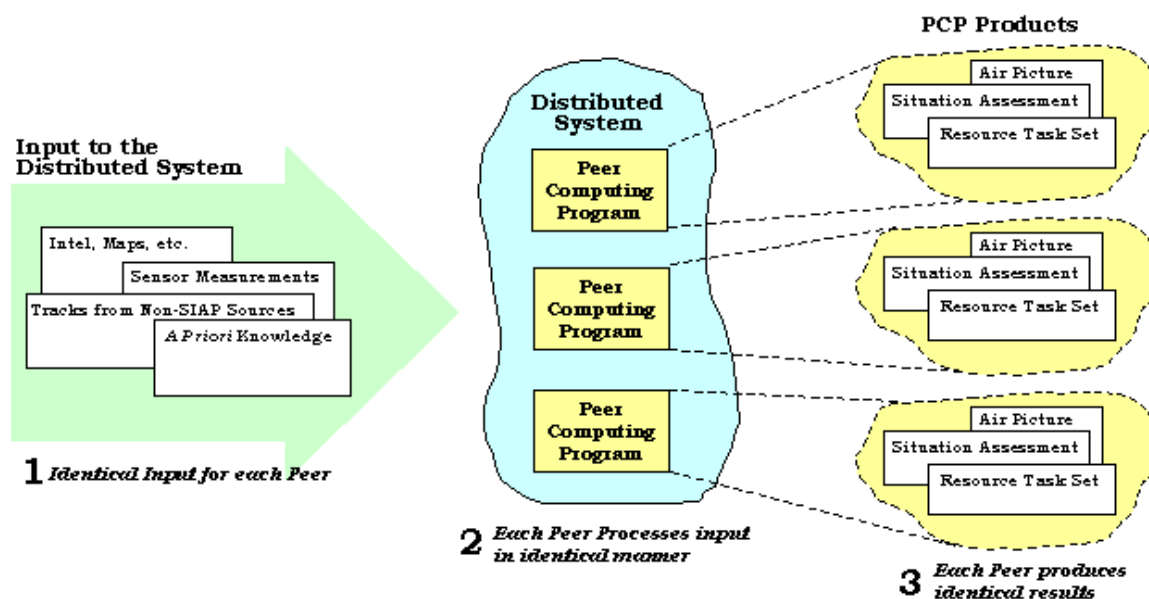 Input to the
Distributed System
Intel, Maps, etc.
Sensor Measurements
Tracks from Non-SIAP Sources
A Priori Knowledge
1 Identical Input for each Peer
Distributed
System
Peer
Computing
Program
Peer
Computing
Program
Peer
Computing
Program
2 Each Peer Processes input
in identical manner
PCP Products
Air Picture
Situation Assessment
Resource Task Set
Air Picture
Situation Assessment
Resource Task Set
Air Picture
Situation Assessment
Resource Task Set
3 Each Peer produces
identical results